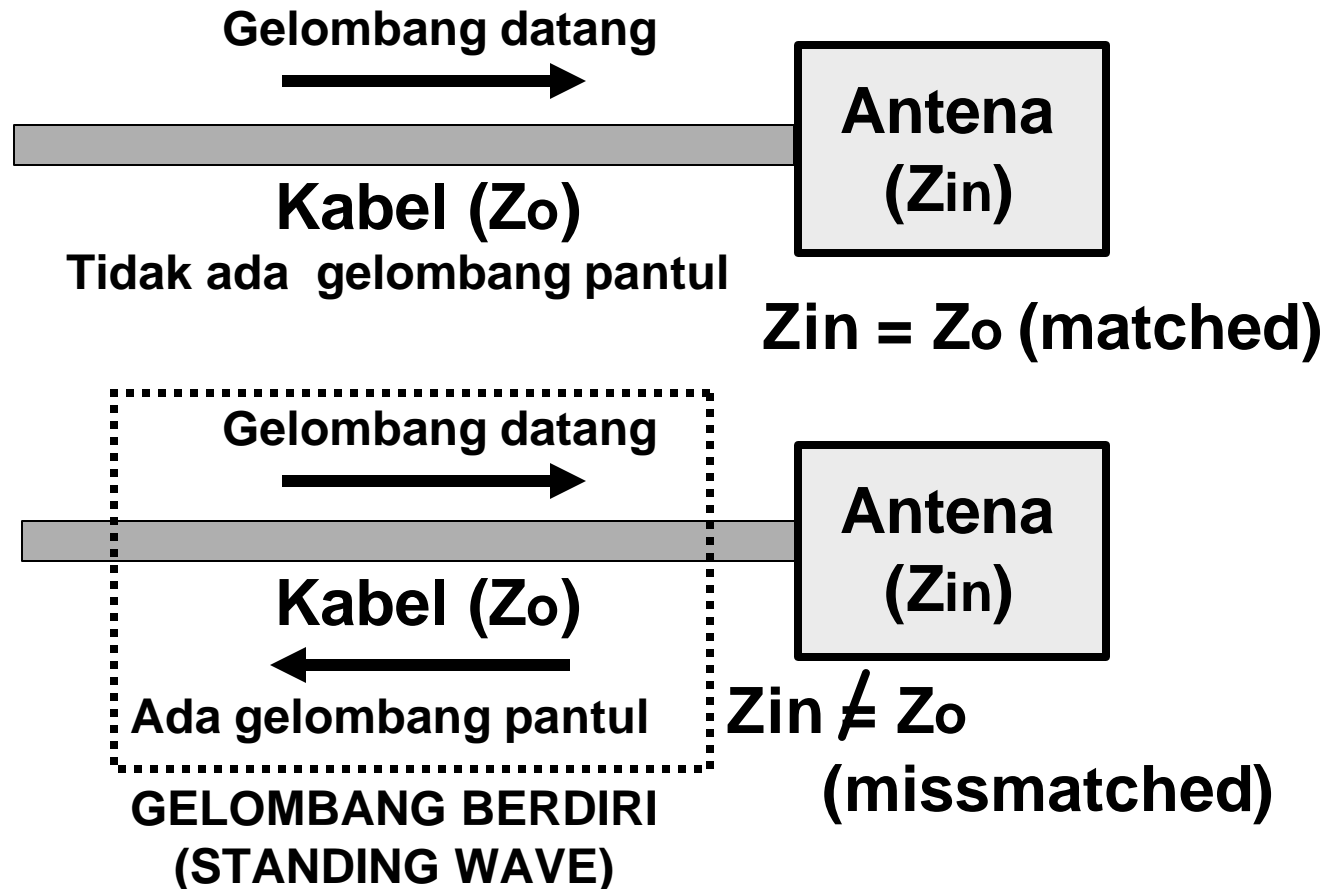 Gelombang datang
Antena
(Zin)
Kabel (Zo)
Tidak ada gelombang pantul
Zin = Zo (matched)
Gelombang datang
Antena
(Zin)
Kabel (Zo)
Ada gelombang pantul
Zin ≠ Zo
(missmatched)
GELOMBANG BERDIRI
(STANDING WAVE)